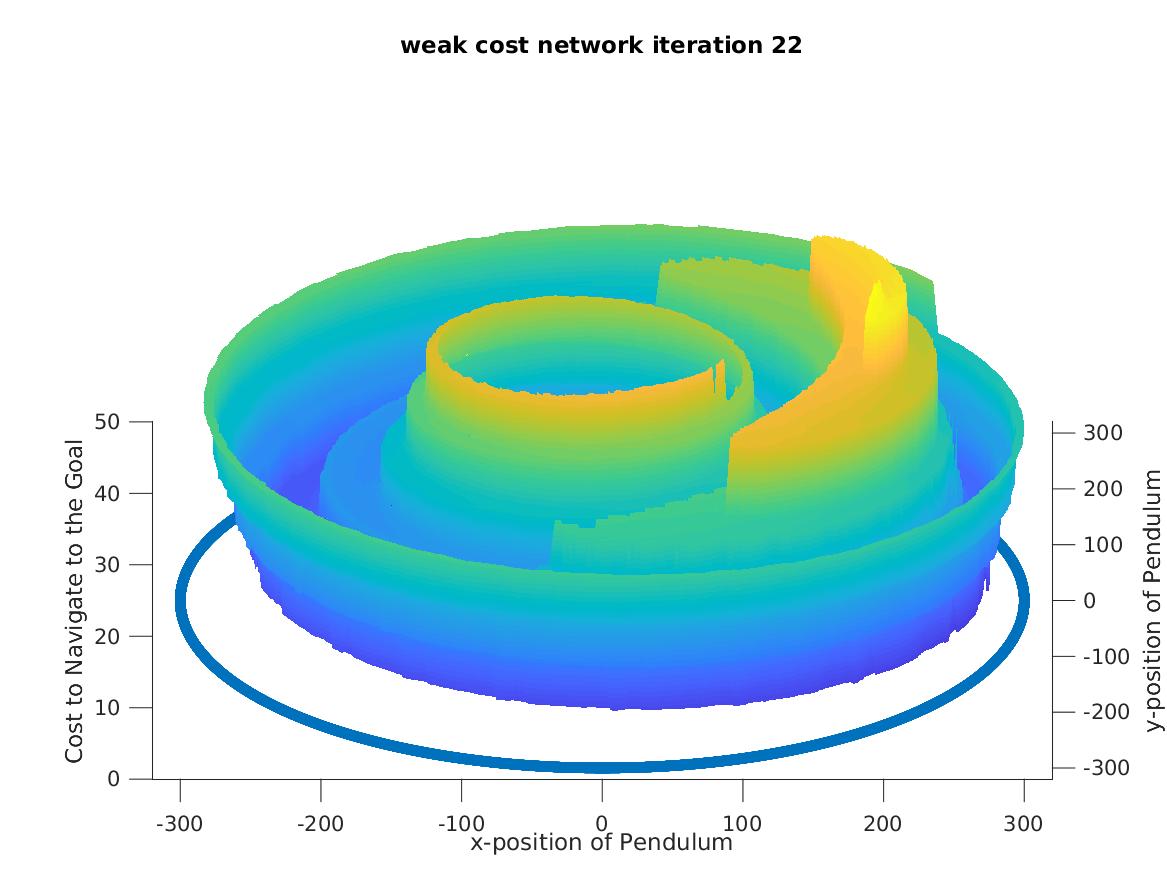 weak cost network iteration 22
Cost to Navigate to the Goal
50
40
30
20
10
0
-300 -200 -100 0 100 200 300
x-position of Pendulum
300
200
100
0
-100
-200
-300
y-position of Pendulum